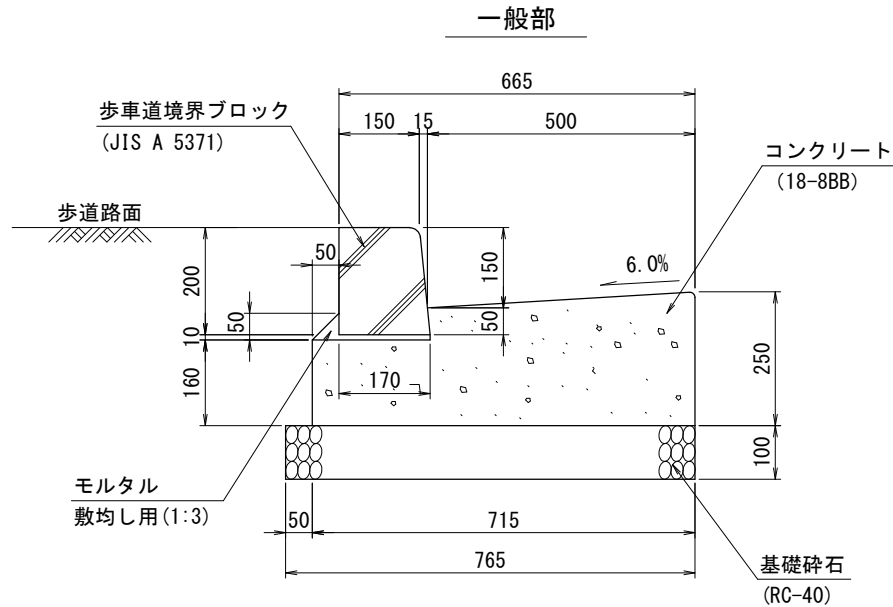 一般部
665
歩車道境界ブロック
(JIS A 5371)
150
15
500
コンクリート
(18-8BB)
歩道路面
50
200
150
6.0%
50
50
10
160
170
250
100
モルタル
敷均し用(1:3)
50
715
765
基礎砕石
(RC-40)